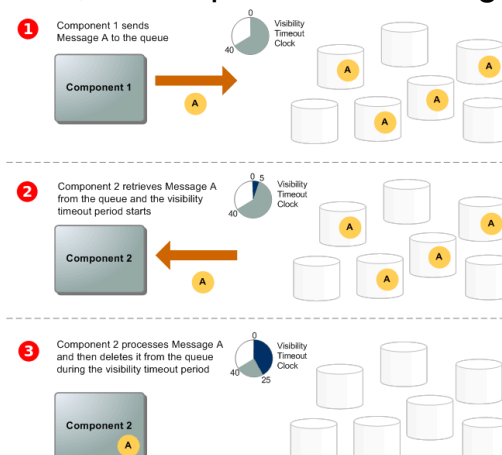 1
Component 1 sends
Message A to the queue
0
40
Visibility
Timeout
Clock
Component 1
A
A
A
A
A
2
Component 2 retrieves Message A
from the queue and the visibility
timeout period starts
0 5
40
Visibility
Timeout
Clock
Component 2
A
A
A
A
A
3
Component 2 processes Message A
and then deletes it from the queue
during the visibility timeout period
0
40
25
Visibility
Timeout
Clock
Component 2
A